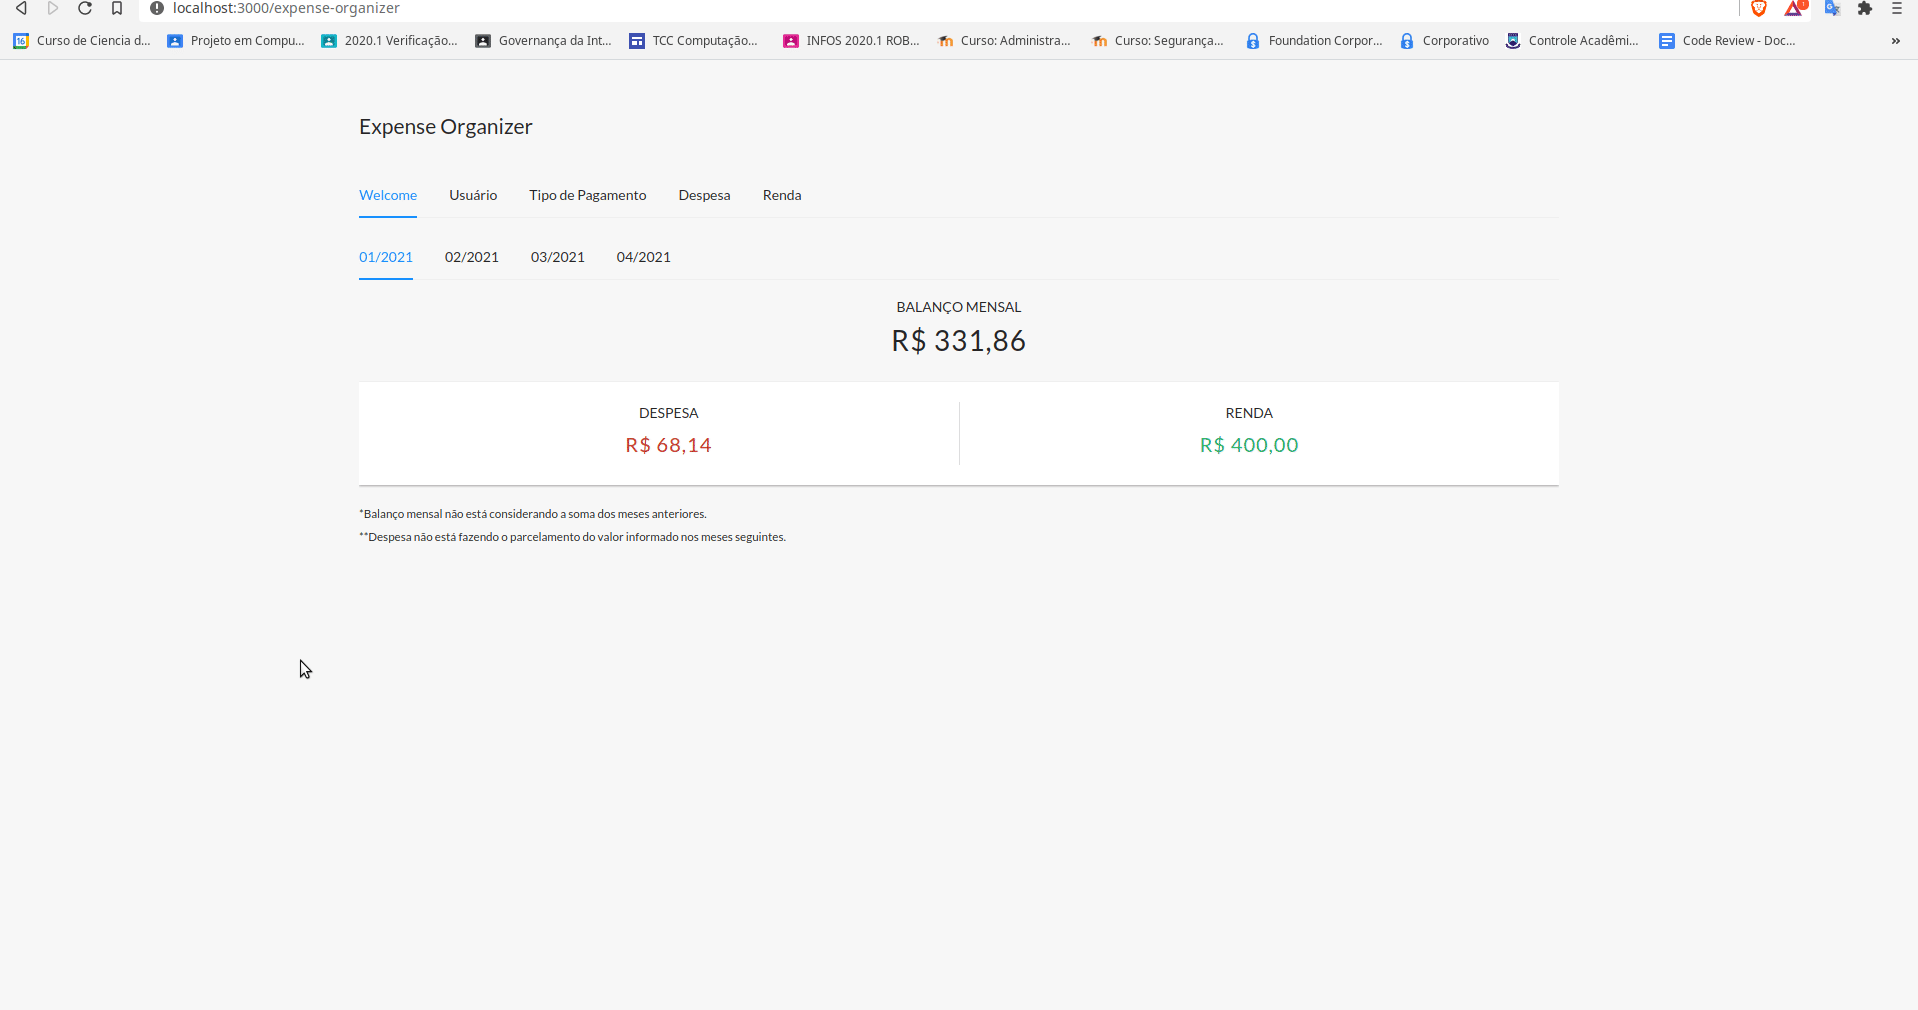 localhost:3000/expense-organizer
Curso de Ciencia d... Projeto em Compu... 2020.1 Verificação... Governança da Int... TCC Computação... INFOS 2020.1 ROB... Curso: Administra... Curso: Segurança... Foundation Corpor... Corporativo Controle Acadêmi... Code Review - Doc... »
Expense Organizer
Welcome Usuário Tipo de Pagamento Despesa Renda
01/2021 02/2021 03/2021 04/2021
BALANÇO MENSAL
R$ 331,86
DESPESA RENDA
R$ 68,14 R$ 400,00
*Balanço mensal não está considerando a soma dos meses anteriores.
**Despesa não está fazendo o parcelamento do valor informado nos meses seguintes.